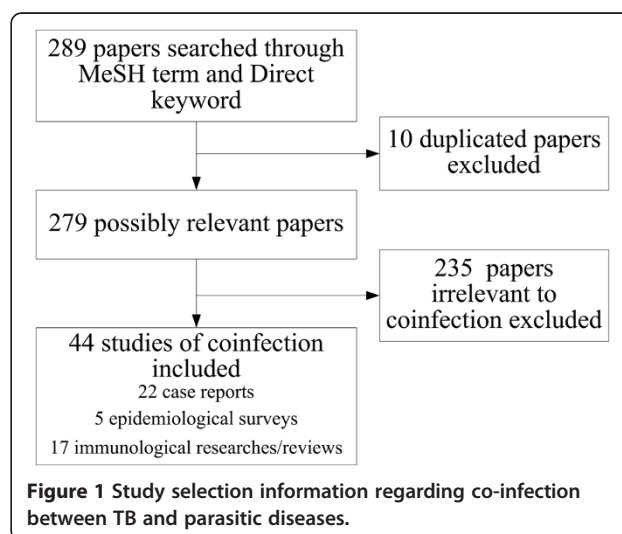 289 papers searched through
MeSH term and Direct
keyword
10 duplicated papers
excluded
279 possibly relevant papers
235 papers
irrelevant to
coinfection excluded
44 studies of coinfection
included
22 case reports
5 epidemiological surveys
17 immunological researches/reviews
Figure 1 Study selection information regarding co-infection
between TB and parasitic diseases.